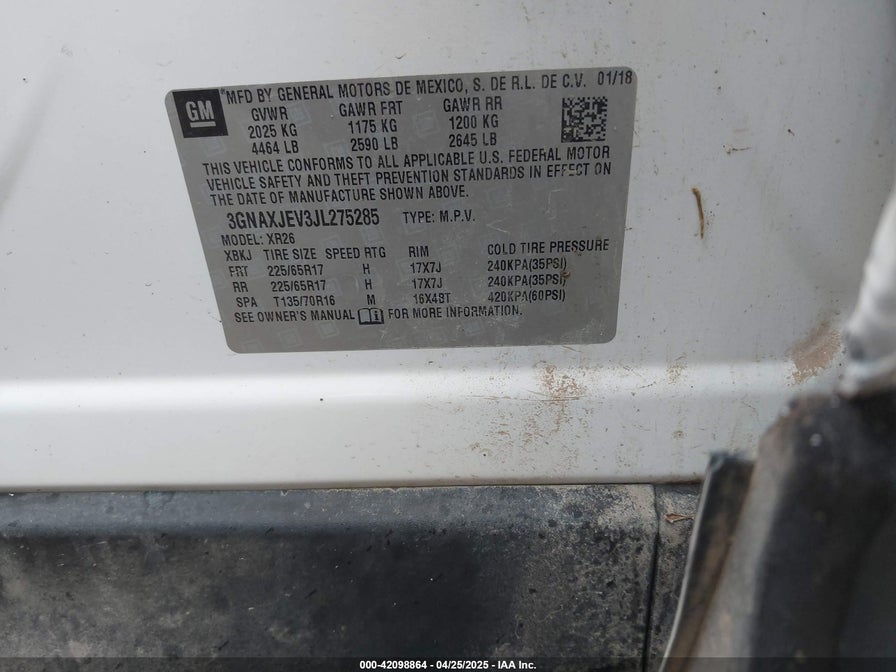 GM
MFD BY GENERAL MOTORS DE MEXICO, S. DE R.L. DE C.V. 01/18
GVWR GAWR FRT GAWR RR
2025 KG 1175 KG 1200 KG
4464 LB 2590 LB 2645 LB
THIS VEHICLE CONFORMS TO ALL APPLICABLE U.S. FEDERAL MOTOR
VEHICLE SAFETY AND THEFT PREVENTION STANDARDS IN EFFECT ON
THE DATE OF MANUFACTURE SHOWN ABOVE.
3GNAXJEV3JL275285 TYPE: M.P.V.
MODEL: XR26
XBKJ TIRE SIZE SPEED RTG RIM COLD TIRE PRESSURE
FRT 225/65R17 H 17X7J 240KPA(35PSI)
RR 225/65R17 H 17X7J 240KPA(35PSI)
SPA T135/70R16 M 16X4BT 420KPA(60PSI)
SEE OWNER'S MANUAL FOR MORE INFORMATION.
000-42098864 / 04/25/2025 - IAA Inc.